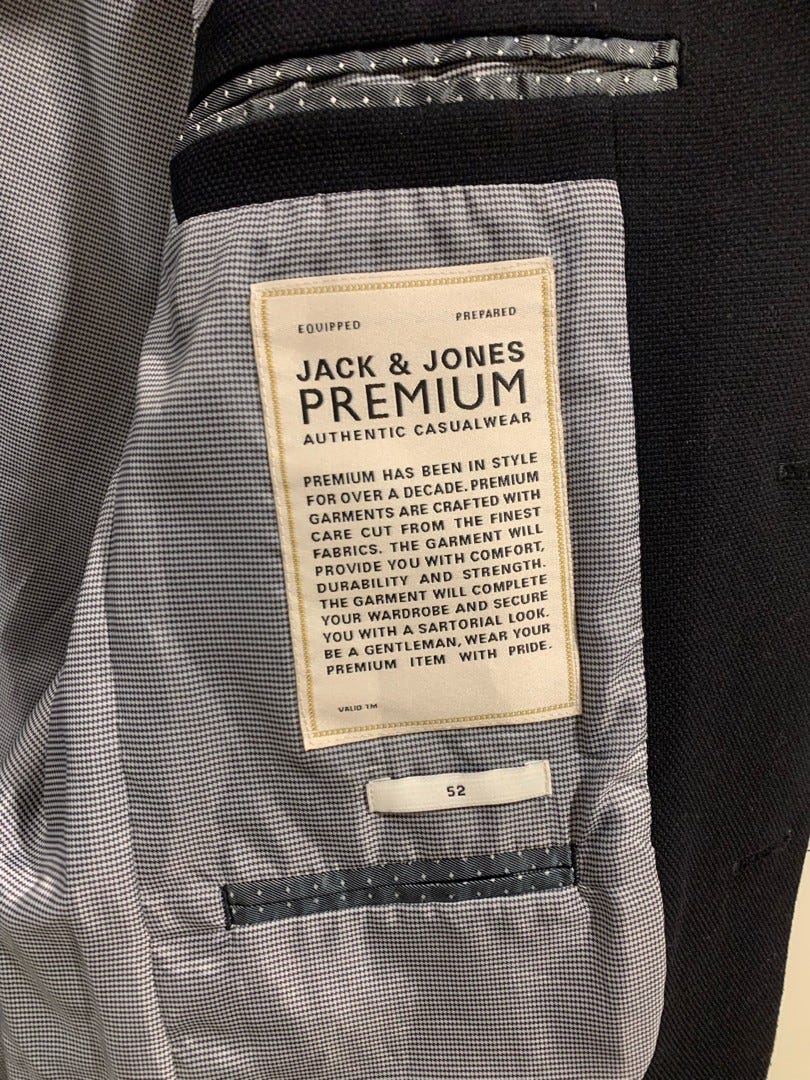 EQUIPPED PREPARED
JACK & JONES
PREMIUM
AUTHENTIC CASUALWEAR
PREMIUM HAS BEEN IN STYLE
FOR OVER A DECADE. PREMIUM
GARMENTS ARE CRAFTED WITH
CARE CUT FROM THE FINEST
FABRICS. THE GARMENT WILL
PROVIDE YOU WITH COMFORT,
DURABILITY AND STRENGTH.
THE GARMENT WILL COMPLETE
YOUR WARDROBE AND SECURE
YOU WITH A SARTORIAL LOOK.
BE A GENTLEMAN, WEAR YOUR
PREMIUM ITEM WITH PRIDE.
VALID TM
52